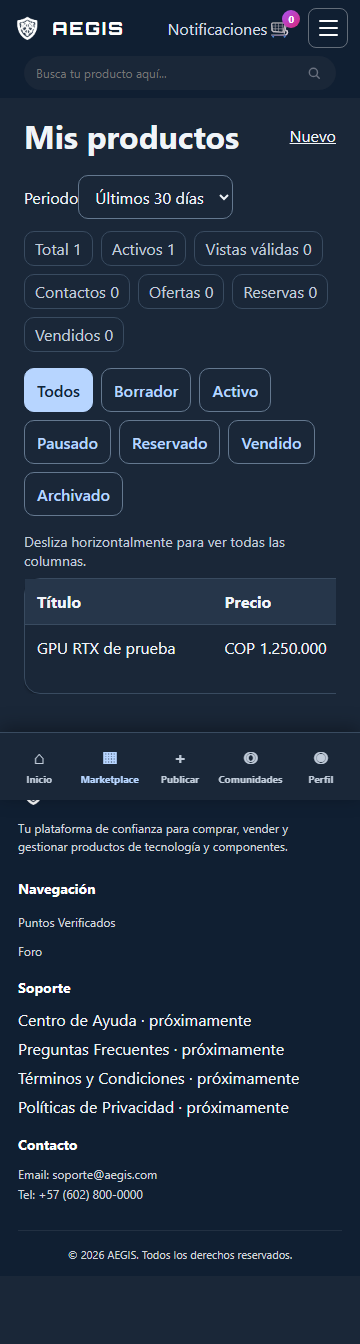 AEGIS
Notificaciones
0
Busca tu producto aquí...
Mis productos
Nuevo
Periodo
Últimos 30 días
Total 1
Activos 1
Vistas válidas 0
Contactos 0
Ofertas 0
Reservas 0
Vendidos 0
Todos
Borrador
Activo
Pausado
Reservado
Vendido
Archivado
Desliza horizontalmente para ver todas las
columnas.
Título
Precio
GPU RTX de prueba
COP 1.250.000
Inicio
Marketplace
Publicar
Comunidades
Perfil
Tu plataforma de confianza para comprar, vender y
gestionar productos de tecnología y componentes.
Navegación
Puntos Verificados
Foro
Soporte
Centro de Ayuda · próximamente
Preguntas Frecuentes · próximamente
Términos y Condiciones · próximamente
Políticas de Privacidad · próximamente
Contacto
Email: soporte@aegis.com
Tel: +57 (602) 800-0000
© 2026 AEGIS. Todos los derechos reservados.